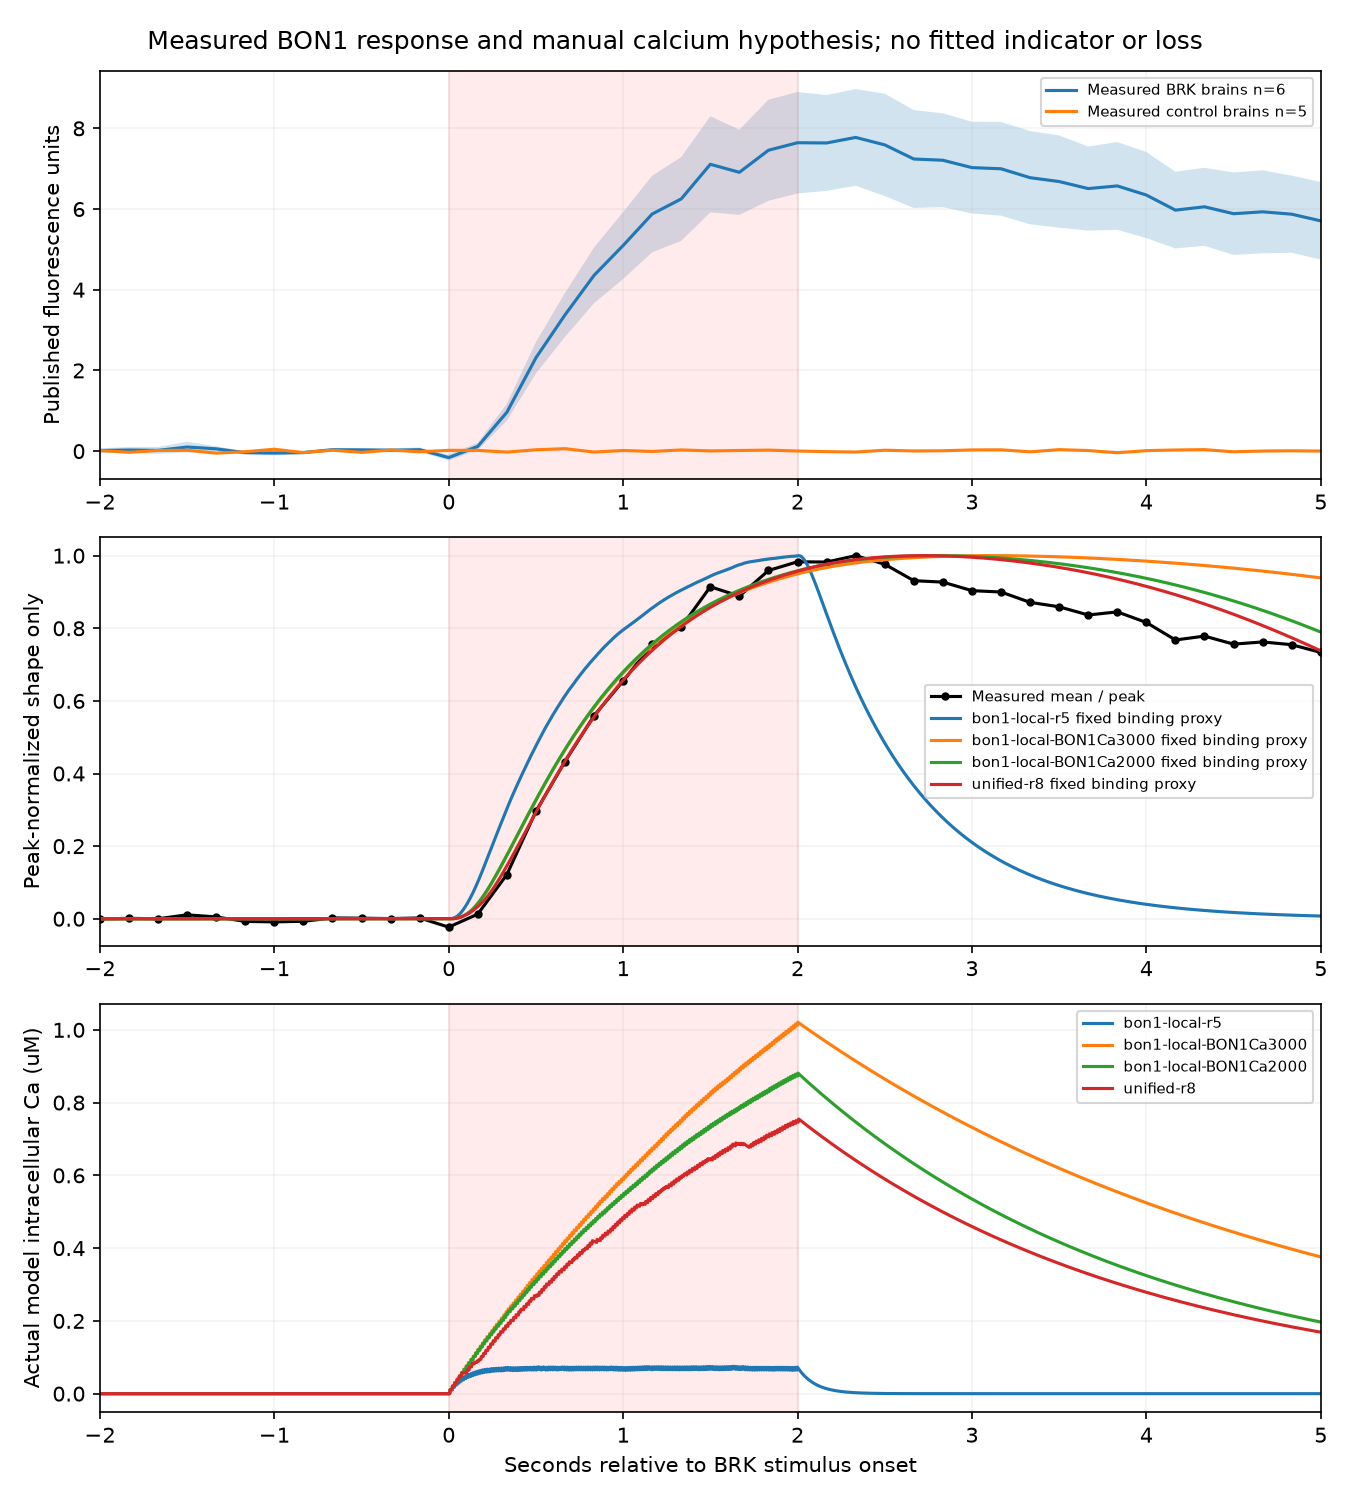 Measured BON1 response and manual calcium hypothesis; no fitted indicator or loss
Published fluorescence units
8
6
4
2
0
Measured BRK brains n=6
Measured control brains n=5
−2
−1
0
1
2
3
4
5
Peak-normalized shape only
1.0
0.8
0.6
0.4
0.2
0.0
Measured mean / peak
bon1-local-r5 fixed binding proxy
bon1-local-BON1Ca3000 fixed binding proxy
bon1-local-BON1Ca2000 fixed binding proxy
unified-r8 fixed binding proxy
−2
−1
0
1
2
3
4
5
Actual model intracellular Ca (uM)
1.0
0.8
0.6
0.4
0.2
0.0
bon1-local-r5
bon1-local-BON1Ca3000
bon1-local-BON1Ca2000
unified-r8
−2
−1
0
1
2
3
4
5
Seconds relative to BRK stimulus onset